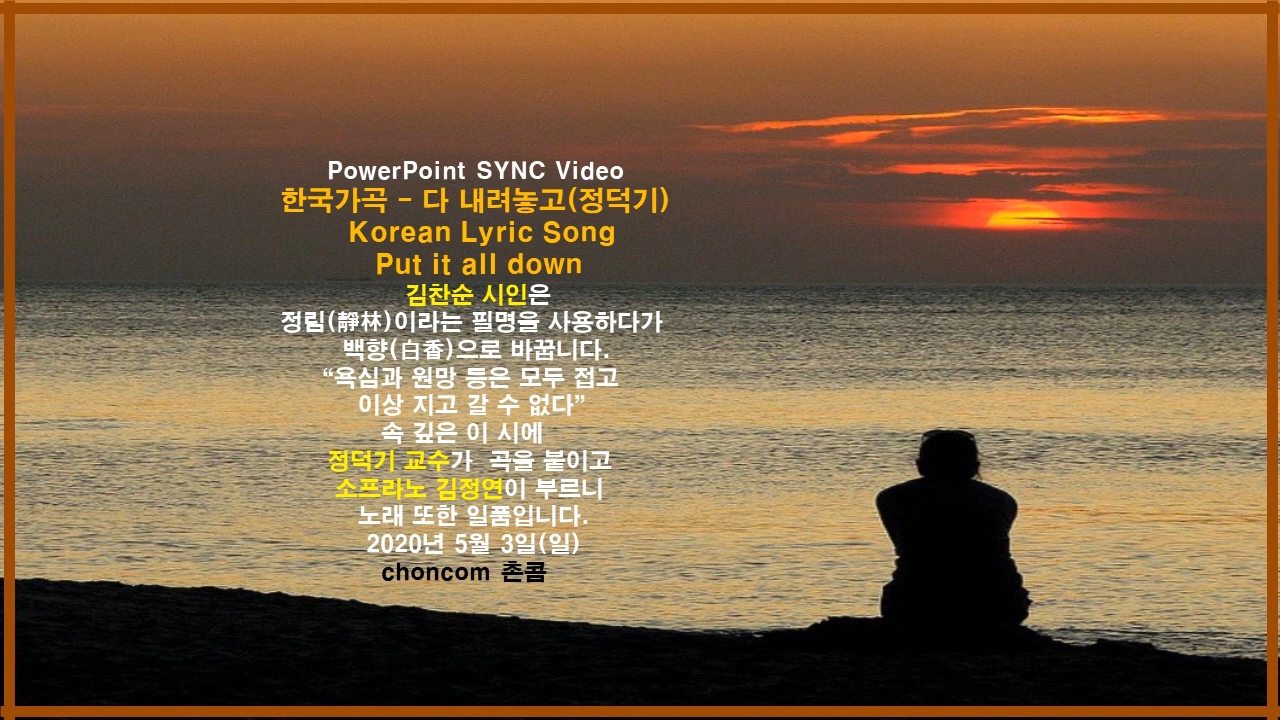 PowerPoint SYNC Video
한국가곡 - 다 내려놓고(정덕기)
Korean Lyric Song
Put it all down
김찬순 시인은
정림(靜林)이라는 필명을 사용하다가
백향(白香)으로 바꿉니다.
“욕심과 원망 등은 모두 접고
이상 지고 갈 수 없다”
속 깊은 이 시에
정덕기 교수가 곡을 붙이고
소프라노 김정연이 부르니
노래 또한 일품입니다.
2020년 5월 3일(일)
choncom 촌콤